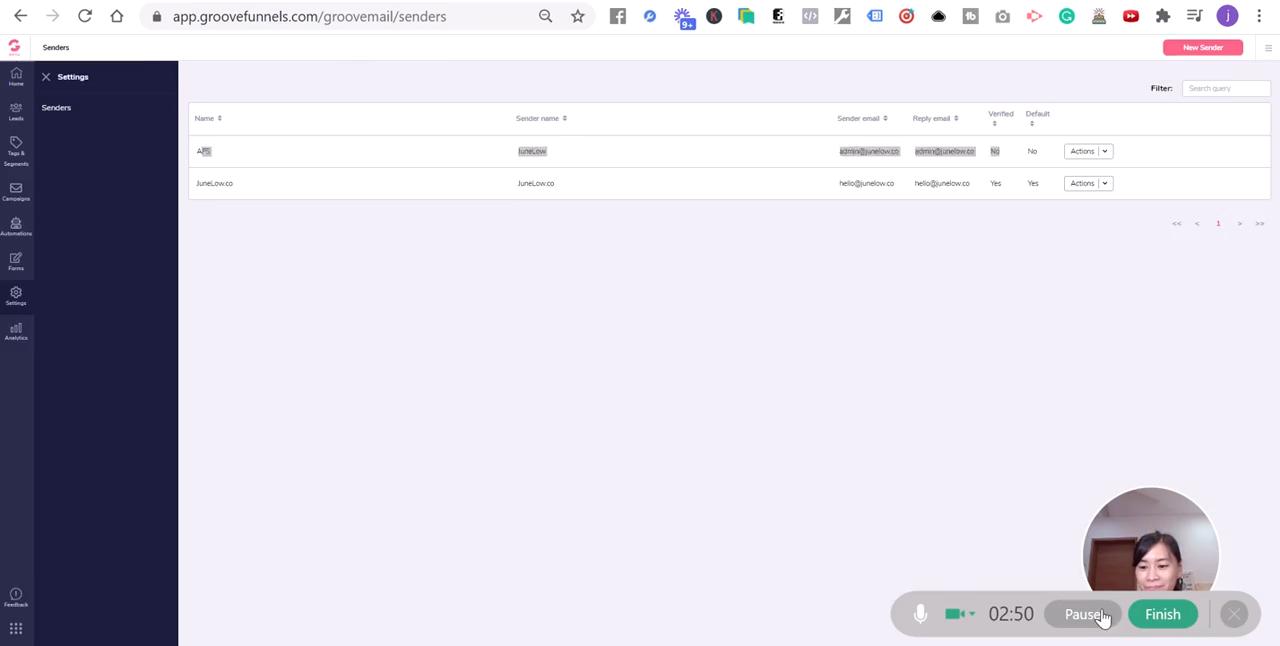 app.groovefunnels.com/groovemail/senders
9+
Senders
New Sender
Home
Settings
Filter: Search query
Leads
Senders
Name Sender name Sender email Reply email Verified Default
Tags & Segments
JuneLow admin@junelow.co admin@junelow.co No No Actions
Campaigns
JuneLow.co JuneLow.co hello@junelow.co hello@junelow.co Yes Yes Actions
Automations
<< < 1 > >>
Forms
Settings
Analytics
Feedback
02:50 Pause Finish